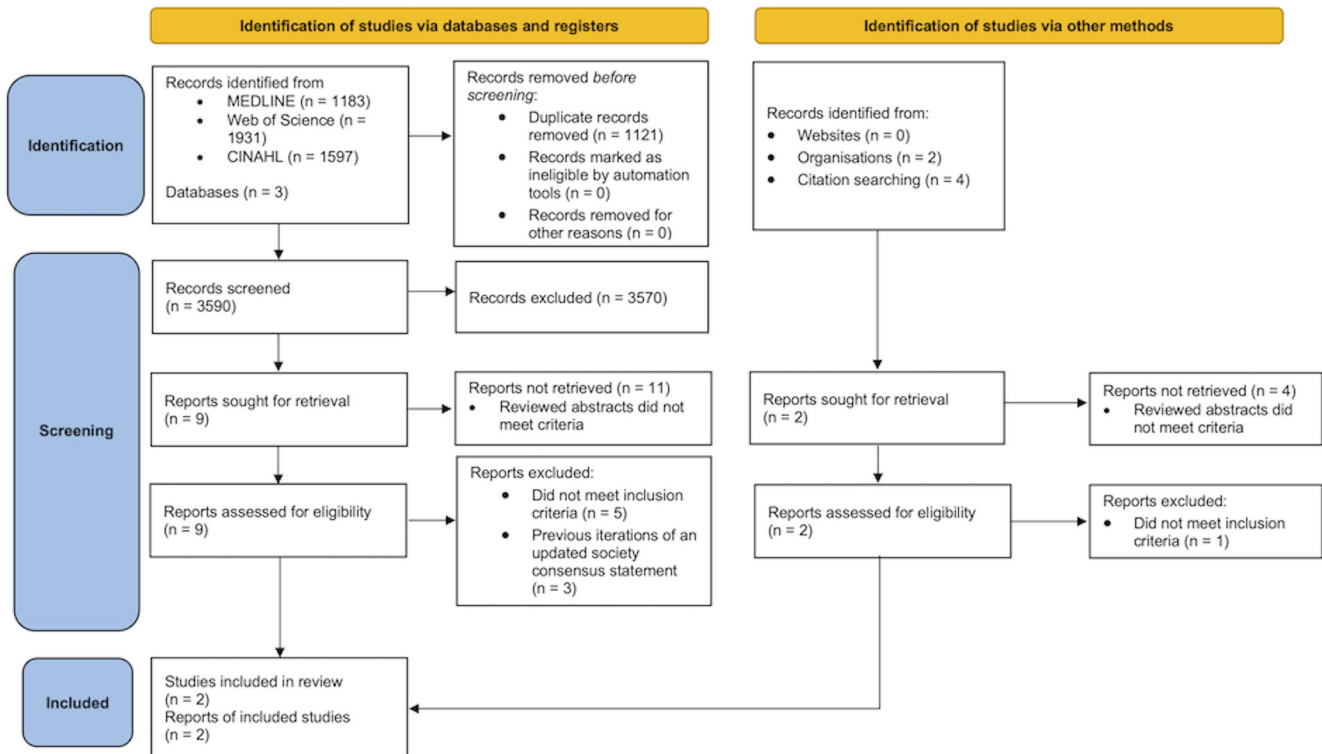 Identification of studies via databases and registers
Identification of studies via other methods
Identification
Records identified from
• MEDLINE (n = 1183)
• Web of Science (n =
1931)
• CINAHL (n = 1597)
Databases (n = 3)
Records removed before
screening:
• Duplicate records
removed (n = 1121)
• Records marked as
ineligible by automation
tools (n = 0)
• Records removed for
other reasons (n = 0)
Records identified from:
• Websites (n = 0)
• Organisations (n = 2)
• Citation searching (n = 4)
Screening
Records screened
(n = 3590)
Records excluded (n = 3570)
Reports sought for retrieval
(n = 9)
Reports not retrieved (n = 11)
• Reviewed abstracts did not
meet criteria
Reports sought for retrieval
(n = 2)
Reports not retrieved (n = 4)
• Reviewed abstracts did
not meet criteria
Reports assessed for eligibility
(n = 9)
Reports excluded:
• Did not meet inclusion
criteria (n = 5)
• Previous iterations of an
updated society
consensus statement
(n = 3)
Reports assessed for eligibility
(n = 2)
Reports excluded:
• Did not meet inclusion
criteria (n = 1)
Included
Studies included in review
(n = 2)
Reports of included studies
(n = 2)